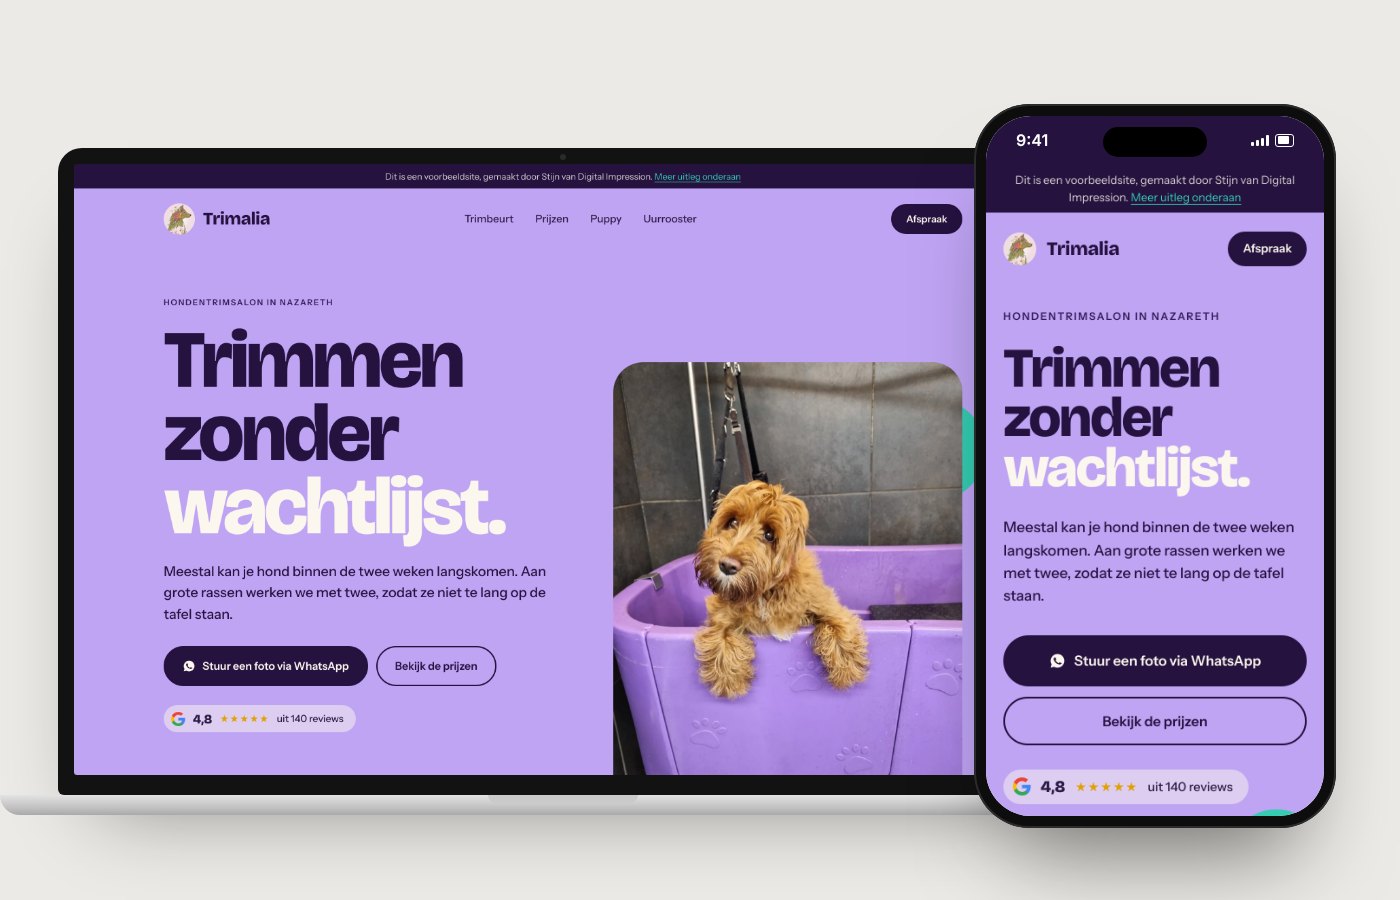 Dit is een voorbeeldsite, gemaakt door Stijn van Digital Impression. Meer uitleg onderaan
Trimalia
Trimbeurt
Prijzen
Puppy
Uurrooster
Afspraak
HONDENTRIMSALON IN NAZARETH
Trimmen
zonder
wachtlijst.
Meestal kan je hond binnen de twee weken langskomen. Aan
grote rassen werken we met twee, zodat ze niet te lang op de
tafel staan.
Stuur een foto via WhatsApp
Bekijk de prijzen
4,8 ★★★★★ uit 140 reviews
9:41
Dit is een voorbeeldsite, gemaakt door Stijn van Digital
Impression. Meer uitleg onderaan
Trimalia
Afspraak
HONDENTRIMSALON IN NAZARETH
Trimmen
zonder
wachtlijst.
Meestal kan je hond binnen de twee weken
langskomen. Aan grote rassen werken we
met twee, zodat ze niet te lang op de tafel
staan.
Stuur een foto via WhatsApp
Bekijk de prijzen
4,8 ★★★★★ uit 140 reviews